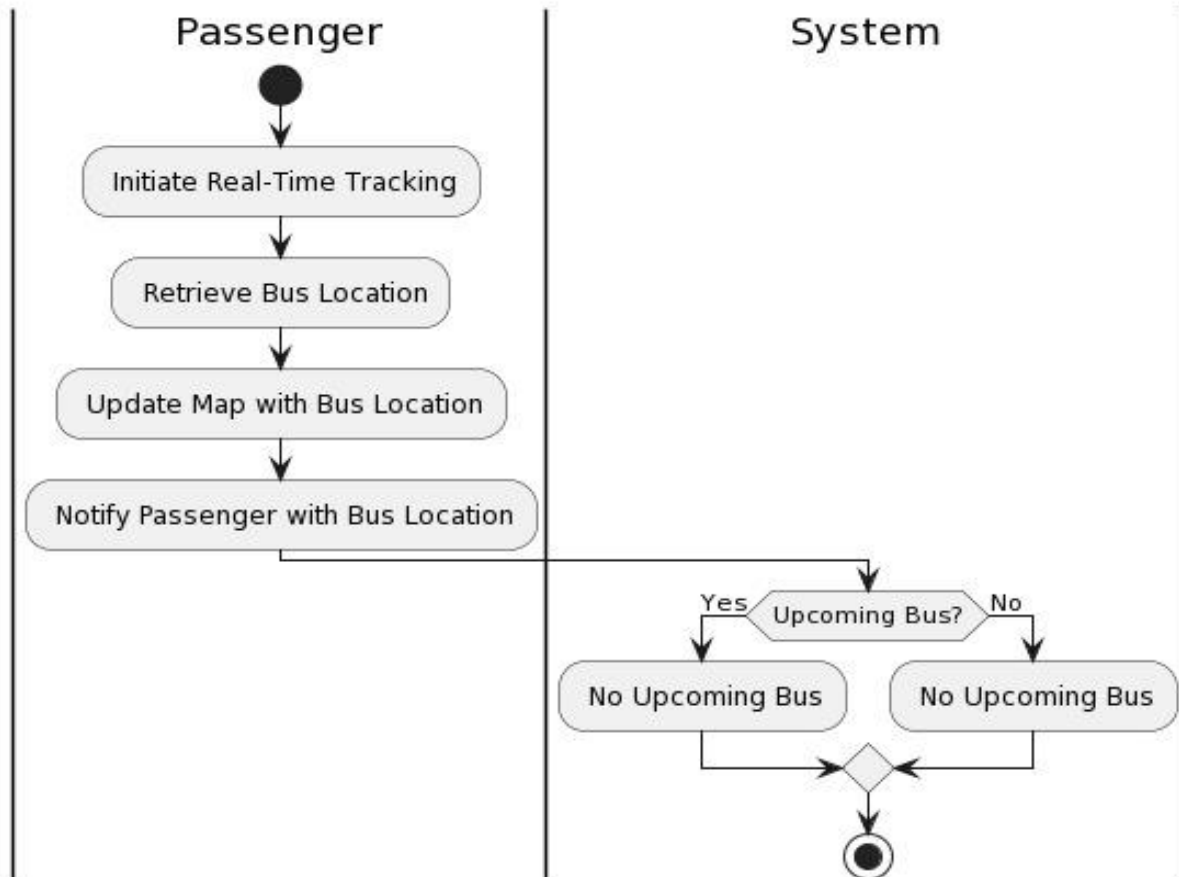 Passenger
System
Initiate Real-Time Tracking
Retrieve Bus Location
Update Map with Bus Location
Notify Passenger with Bus Location
Yes
Upcoming Bus?
No
No Upcoming Bus
No Upcoming Bus